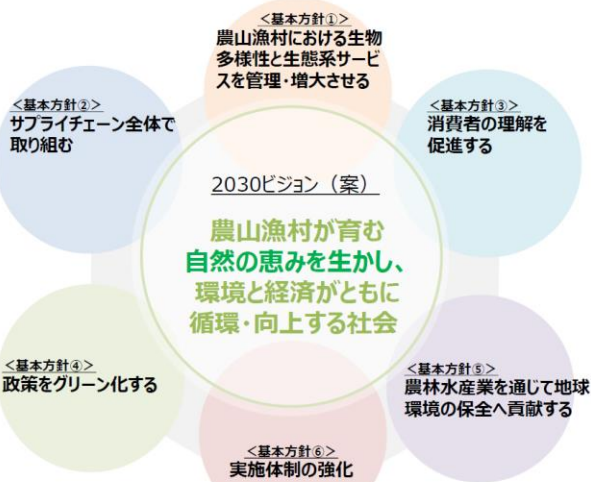 <基本方針①>
農山漁村における生物
多様性と生態系サービ
スを管理・増大させる
<基本方針②>
サプライチェーン全体で
取り組む
<基本方針③>
消費者の理解を
促進する
2030ビジョン（案）
農山漁村が育む
自然の恵みを生かし、
環境と経済がともに
循環・向上する社会
<基本方針④>
政策をグリーン化する
<基本方針⑤>
農林水産業を通じて地球
環境の保全へ貢献する
<基本方針⑥>
実施体制の強化